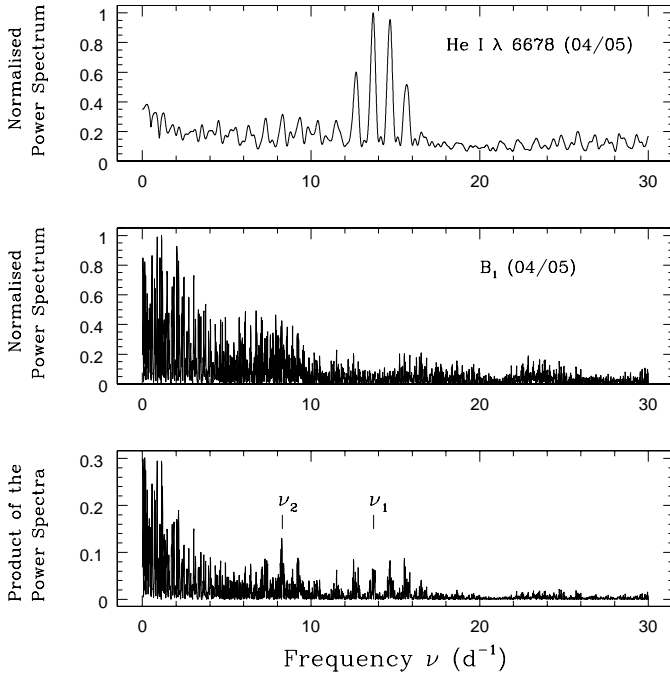 Normalised
Power Spectrum
1
0.8
0.6
0.4
0.2
0
He I λ 6678 (04/05)
0 10 20 30
Normalised
Power Spectrum
1
0.8
0.6
0.4
0.2
0
B₁ (04/05)
0 10 20 30
Product of the
Power Spectra
0.3
0.2
0.1
0
ν₂ ν₁
0 10 20 30
Frequency ν (d⁻¹)